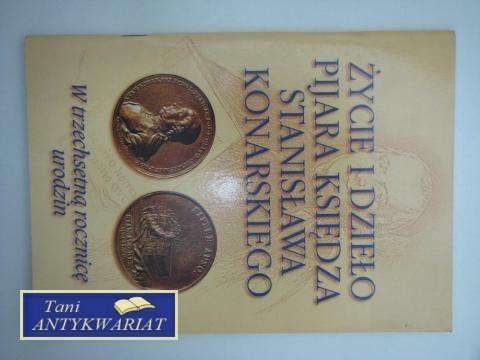 ŻYCIE I DZIEŁO
PIJARA KSIĘDZA
STANISŁAWA
KONARSKIEGO
W trzechsetną rocznicę
urodzin
Tani
ANTYKWARIAT